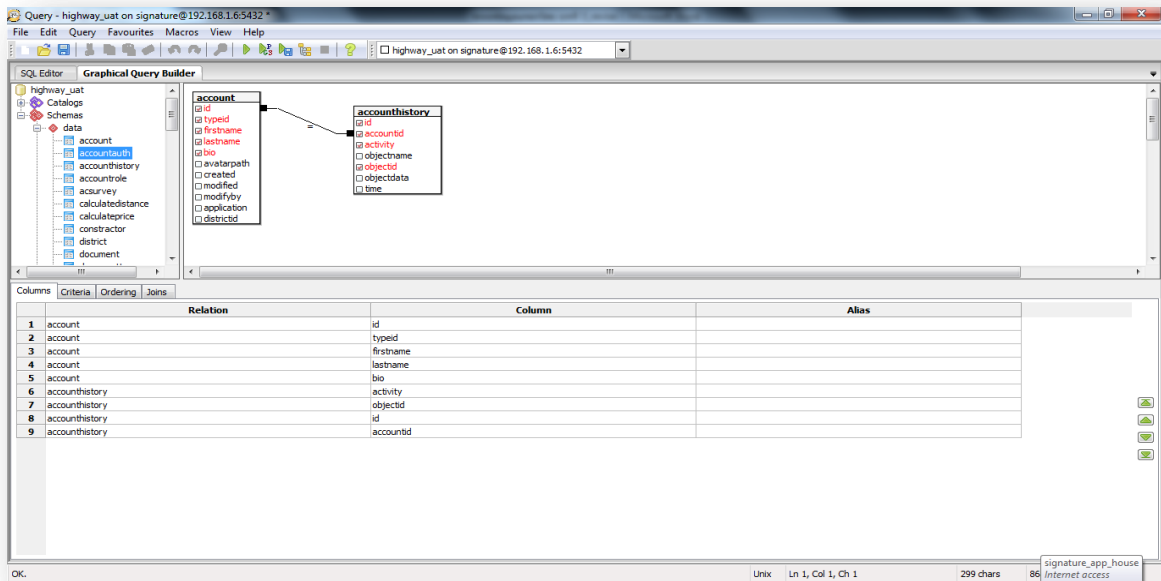 Query - highway_uat on signature@192.168.1.6:5432 *
File Edit Query Favourites Macros View Help
highway_uat on signature@192.168.1.6:5432
SQL Editor Graphical Query Builder
highway_uat
Catalogs
Schemas
data
account
accountauth
accounthistory
accountrole
acsurvey
calculatedistance
calculateprice
constractor
district
document
account
id
typeid
firstname
lastname
bio
avatarpath
created
modified
modifyby
application
districtid
=
accounthistory
id
accountid
activity
objectname
objectid
objectdata
time
Columns Criteria Ordering Joins
Relation Column Alias
1 account id
2 account typeid
3 account firstname
4 account lastname
5 account bio
6 accounthistory activity
7 accounthistory objectid
8 accounthistory id
9 accounthistory accountid
signature_app_house
Internet access
OK. Unix Ln 1, Col 1, Ch 1 299 chars 86